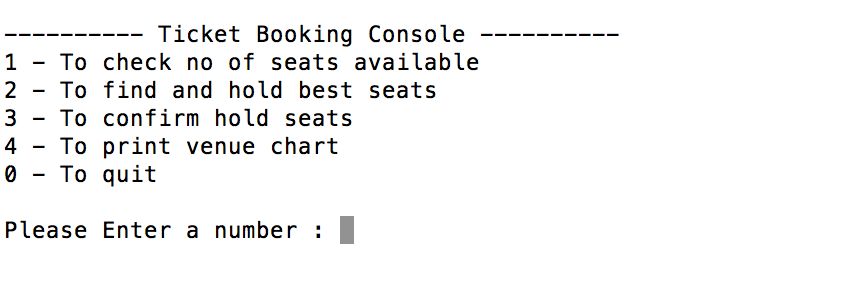 ---------- Ticket Booking Console ----------
1 - To check no of seats available
2 - To find and hold best seats
3 - To confirm hold seats
4 - To print venue chart
0 - To quit
Please Enter a number :